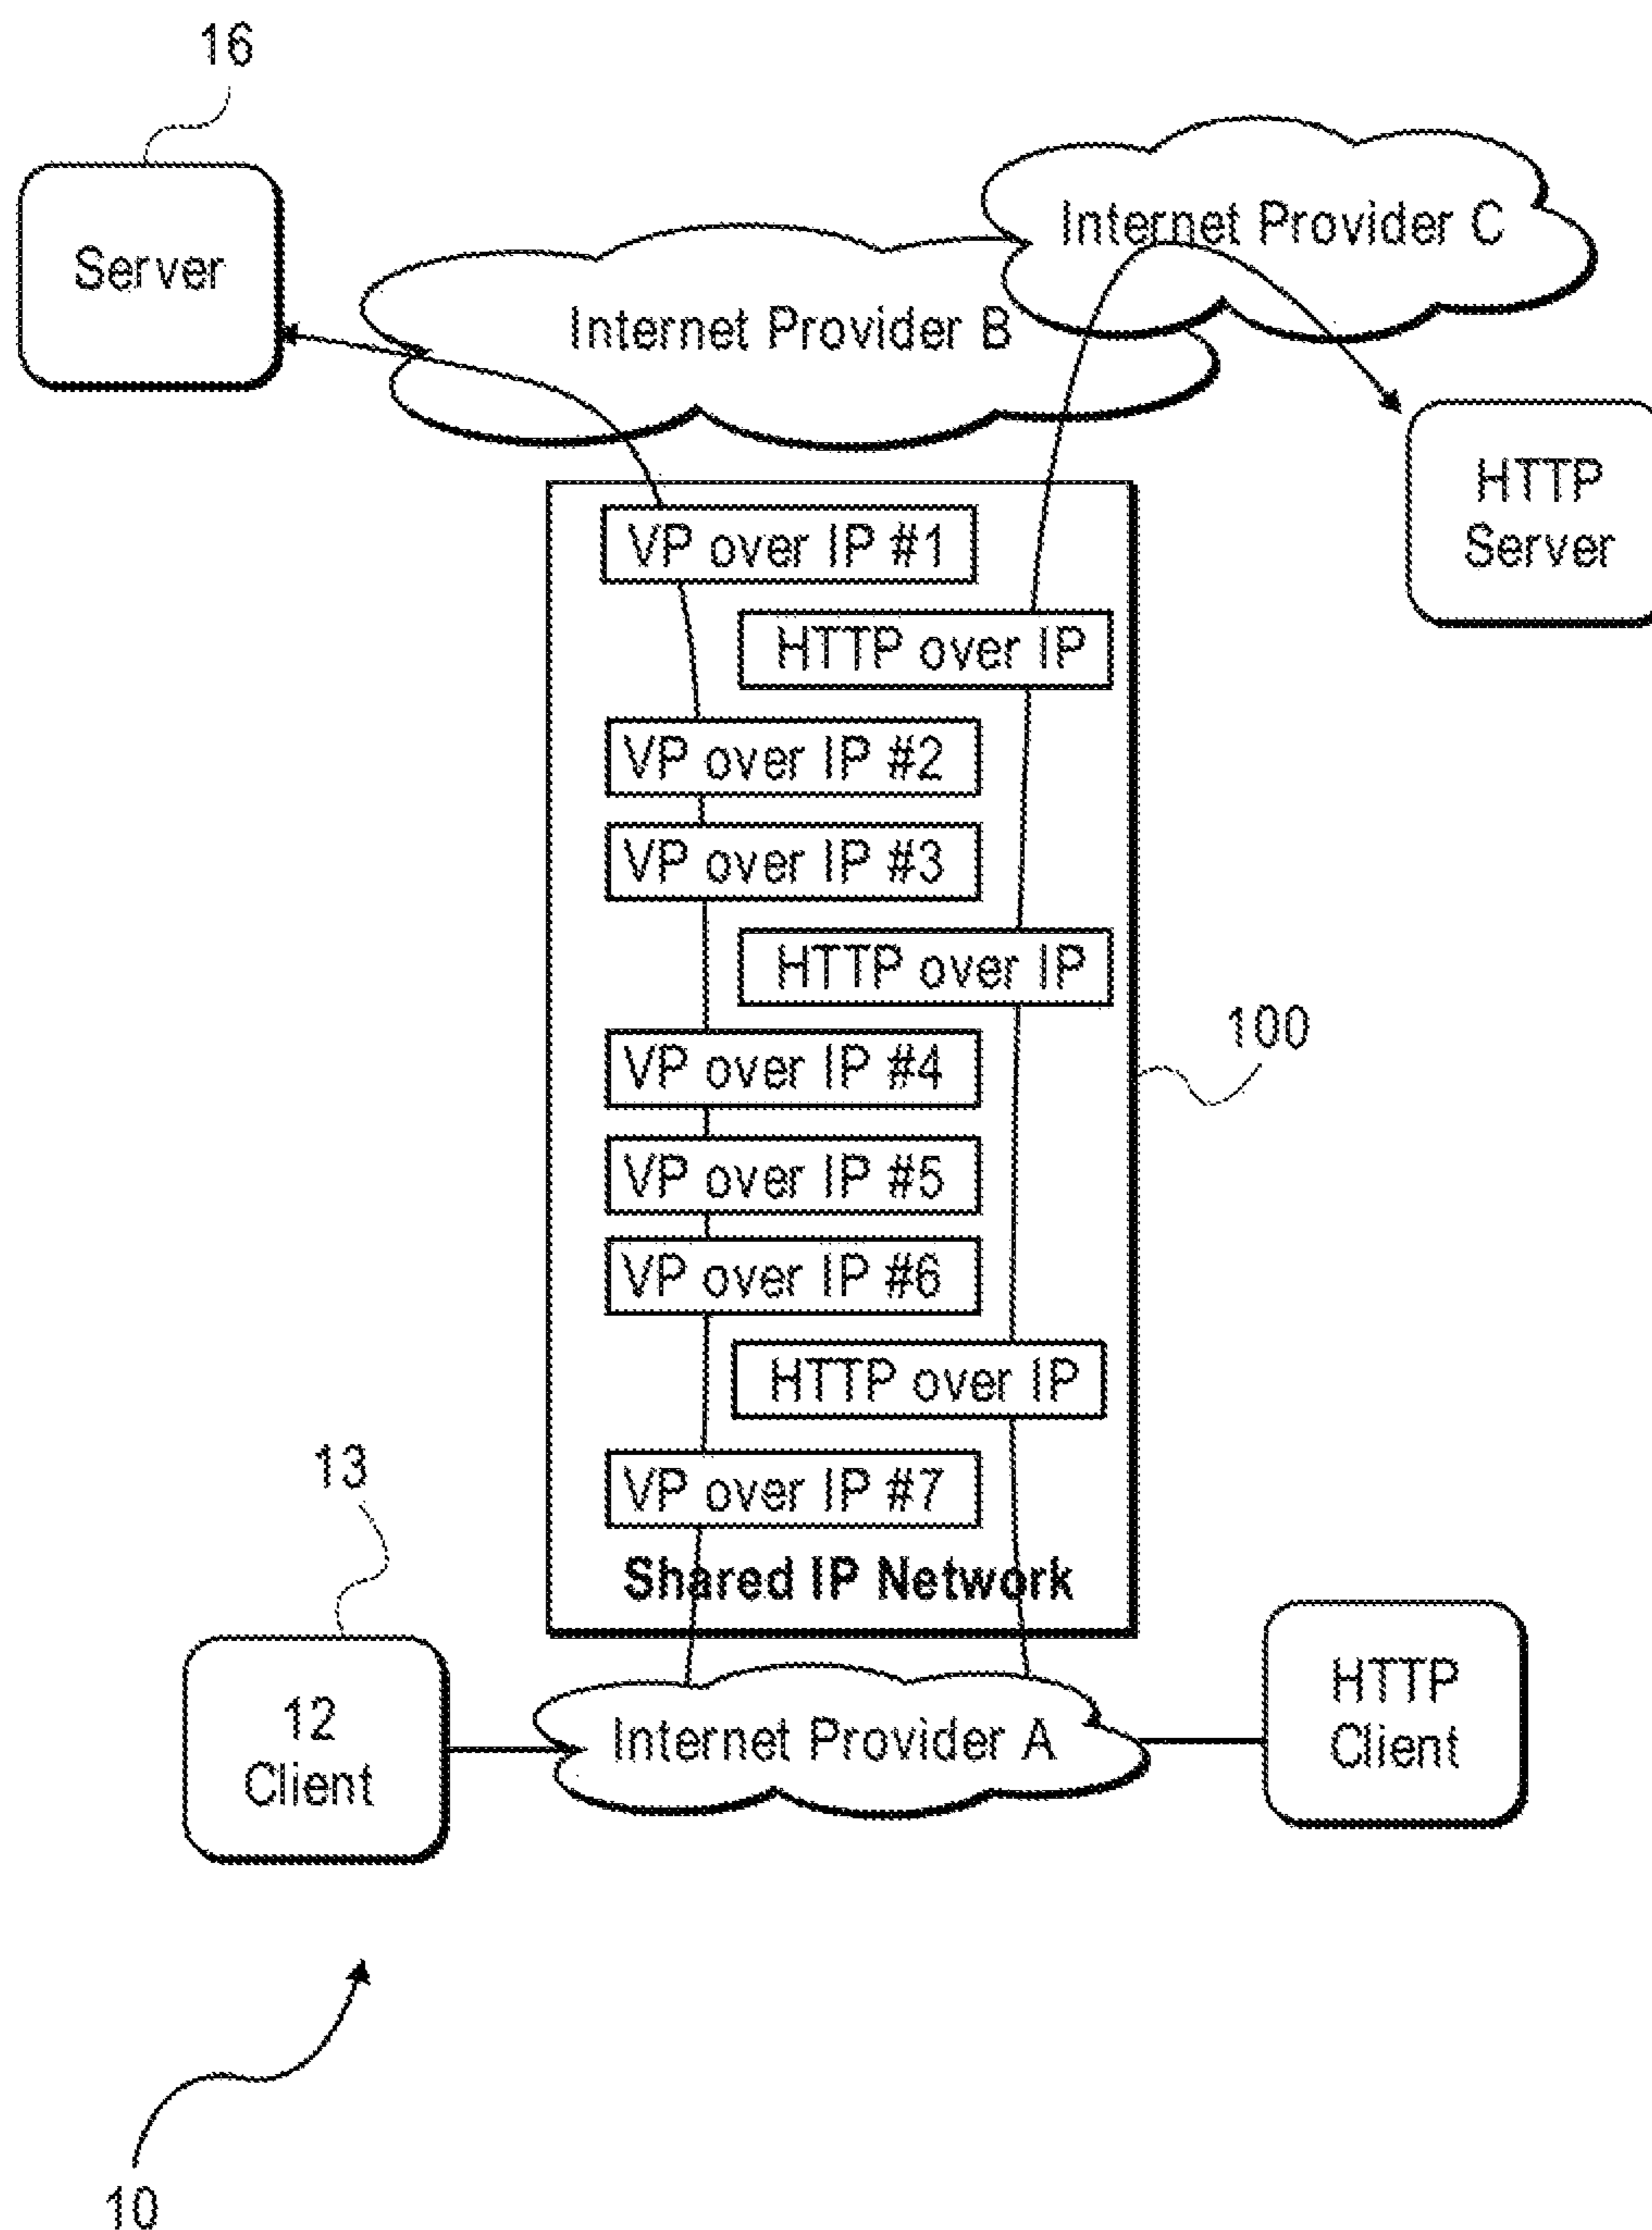 16
Server
Internet Provider C
Internet Provider B
HTTP
Server
VP over IP #1
HTTP over IP
VP over IP #2
VP over IP #3
HTTP over IP
VP over IP #4
100
VP over IP #5
VP over IP #6
HTTP over IP
VP over IP #7
13
Shared IP Network
12
Client
Internet Provider A
HTTP
Client
10